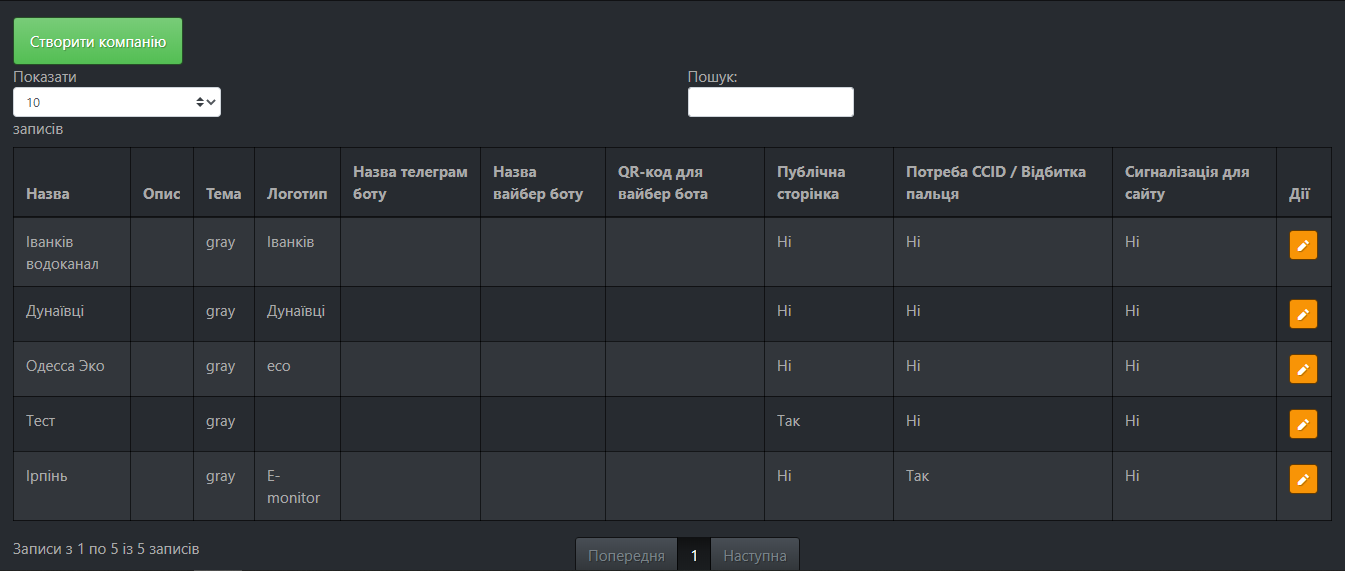 Створити компанію
Показати
Пошук:
10
записів
Назва Опис Тема Логотип Назва телеграм боту Назва вайбер боту QR-код для вайбер бота Публічна сторінка Потреба CCID / Відбитка пальця Сигналізація для сайту Дії
Іванків водоканал gray Іванків Ні Ні Ні
Дунаївці gray Дунаївці Ні Ні Ні
Одесса Эко gray eco Ні Ні Ні
Тест gray Так Ні Ні
Ірпінь gray E-monitor Ні Так Ні
Записи з 1 по 5 із 5 записів
Попередня 1 Наступна